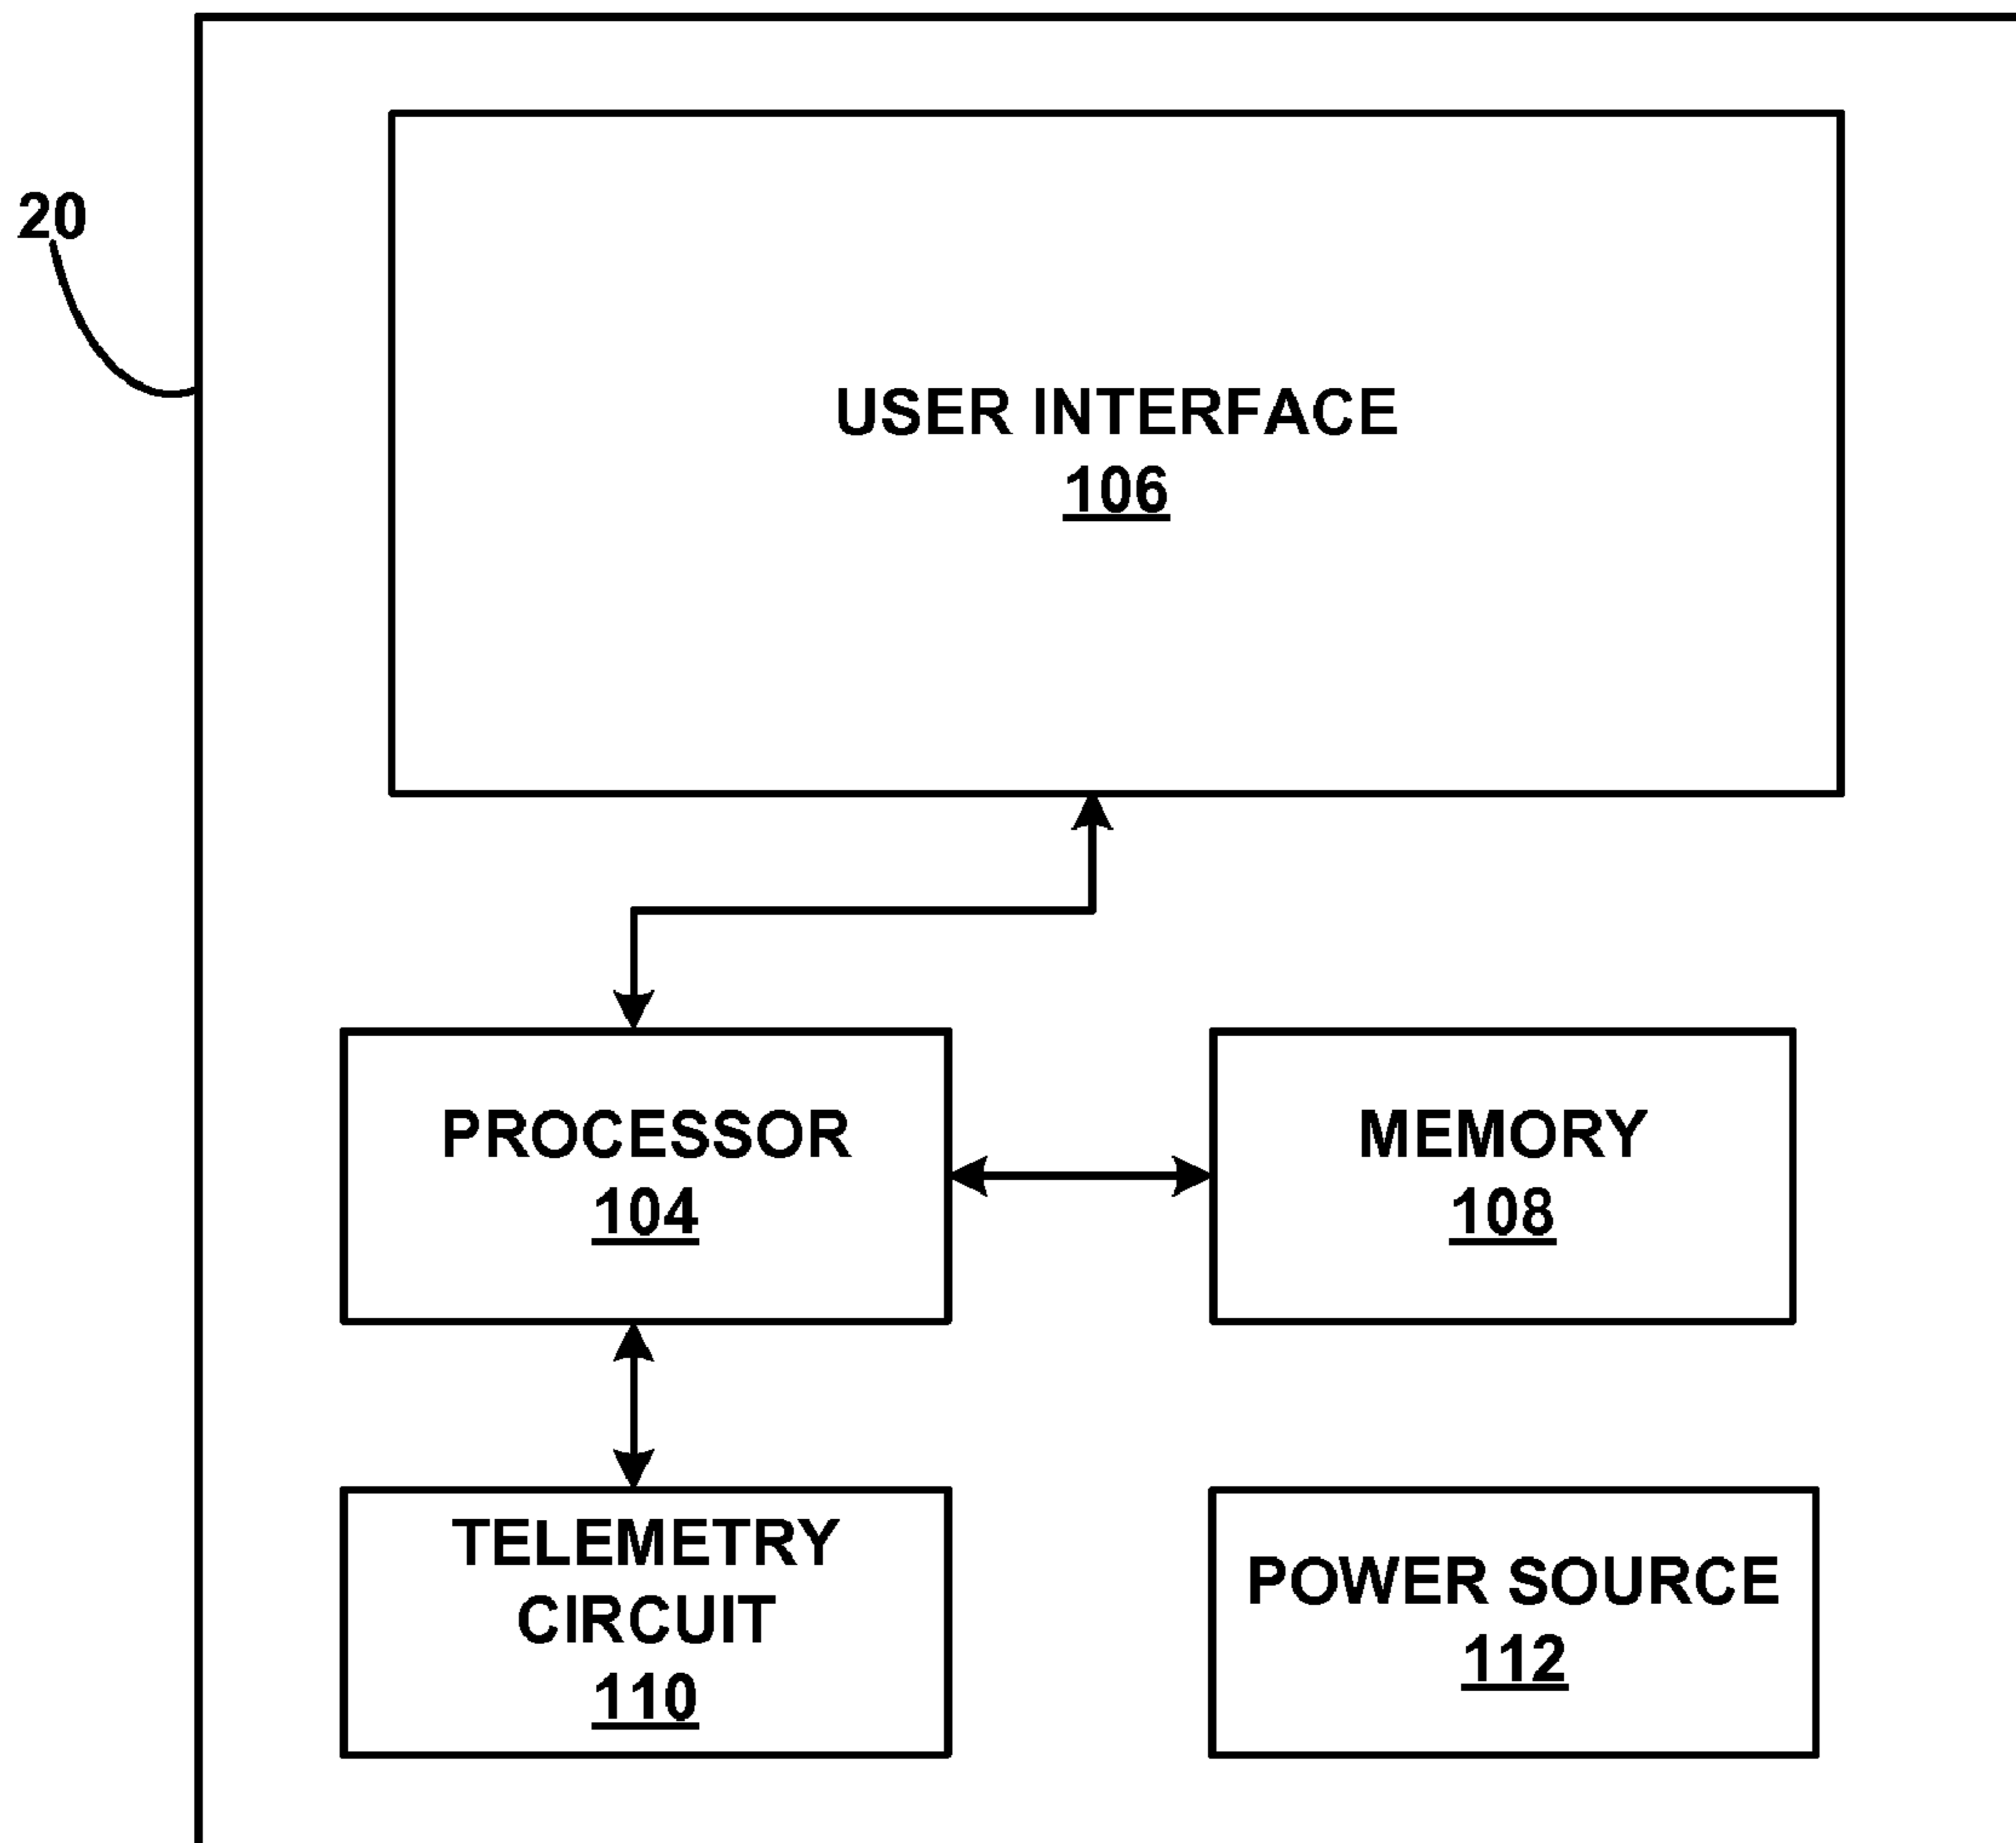 20
USER INTERFACE
106
PROCESSOR
104
MEMORY
108
TELEMETRY
CIRCUIT
110
POWER SOURCE
112